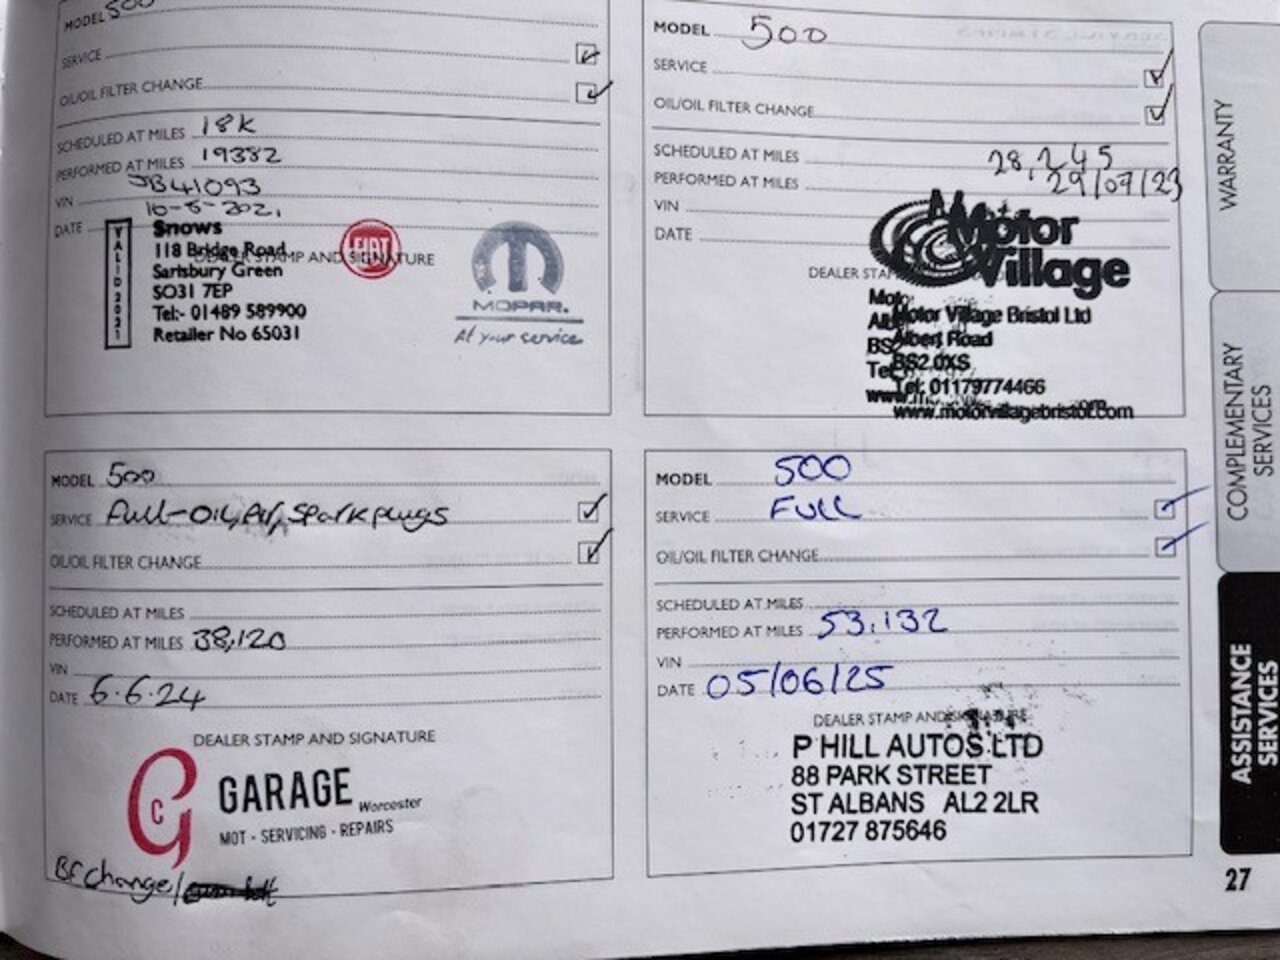 MODEL 500
SERVICE
OIL/OIL FILTER CHANGE
SCHEDULED AT MILES 18K
PERFORMED AT MILES 19382
VIN JB41093
DATE 10-5-2021
VALID 2021
Snows
118 Bridge Road
Sarisbury Green
SO31 7EP
Tel:- 01489 589900
Retailer No 65031
DEALER STAMP AND SIGNATURE
FIAT
MOPAR.
At your service
MODEL 500
SERVICE
OIL/OIL FILTER CHANGE
SCHEDULED AT MILES 28,245
PERFORMED AT MILES 29/07/23
VIN
DATE
DEALER STAM
Motor Village
Motor Village Bristol Ltd
Albert Road
BS2 0XS
Tel: 01179774466
www.motorvillagebristol.com
MODEL 500
SERVICE Full-Oil, Air, Spark plugs
OIL/OIL FILTER CHANGE
SCHEDULED AT MILES
PERFORMED AT MILES 38,120
VIN
DATE 6.6.24
DEALER STAMP AND SIGNATURE
GC
GARAGE Worcester
MOT - SERVICING - REPAIRS
BF change/
MODEL 500
SERVICE FULL
OIL/OIL FILTER CHANGE
SCHEDULED AT MILES
PERFORMED AT MILES 53,132
VIN
DATE 05/06/25
DEALER STAMP AND SIGNATURE
P HILL AUTOS LTD
88 PARK STREET
ST ALBANS AL2 2LR
01727 875646
WARRANTY
COMPLEMENTARY
SERVICES
ASSISTANCE
SERVICES
27